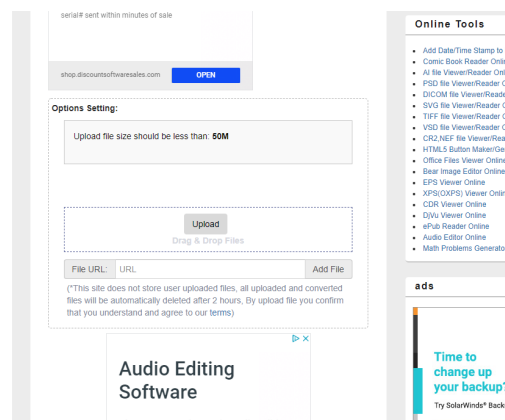 serial# sent within minutes of sale
shop.discountsoftwaresales.com
OPEN
Options Setting:
Upload file size should be less than: 50M
Upload
Drag & Drop Files
File URL:
URL
Add File
(*This site does not store user uploaded files, all uploaded and converted
files will be automatically deleted after 2 hours, By upload file you confirm
that you understand and agree to our terms)
Audio Editing
Software
Online Tools
Add Date/Time Stamp to
Comic Book Reader Onli
AI file Viewer/Reader Onl
PSD file Viewer/Reader O
DICOM file Viewer/Reade
SVG file Viewer/Reader O
TIFF file Viewer/Reader O
VSD file Viewer/Reader O
CR2,NEF file Viewer/Rea
HTML5 Button Maker/Ge
Office Files Viewer Online
Bear Image Editor Online
EPS Viewer Online
XPS(OXPS) Viewer Onlin
CDR Viewer Online
DjVu Viewer Online
ePub Reader Online
Audio Editor Online
Math Problems Generato
ads
Time to
change up
your backup?
Try SolarWinds® Back